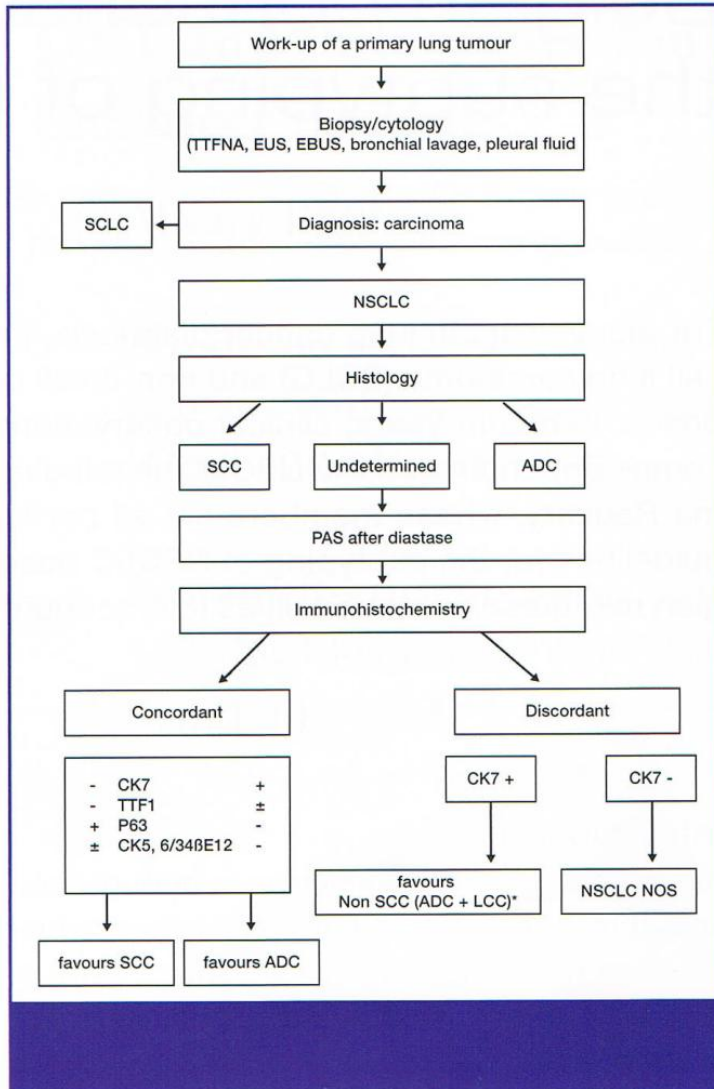 Work-up of a primary lung tumour
Biopsy/cytology
(TTFNA, EUS, EBUS, bronchial lavage, pleural fluid
SCLC
Diagnosis: carcinoma
NSCLC
Histology
SCC
Undetermined
ADC
PAS after diastase
Immunohistochemistry
Concordant
Discordant
- CK7 +
- TTF1 ±
+ P63 -
± CK5, 6/34ßE12 -
CK7 +
CK7 -
favours
Non SCC (ADC + LCC)*
NSCLC NOS
favours SCC
favours ADC